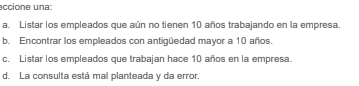 eccione una:
a. Listar los empleados que aún no tienen 10 años trabajando en la empresa.
b. Encontrar los empleados con antigüedad mayor a 10 años.
c. Listar los empleados que trabajan hace 10 años en la empresa.
d. La consulta está mal planteada y da error.